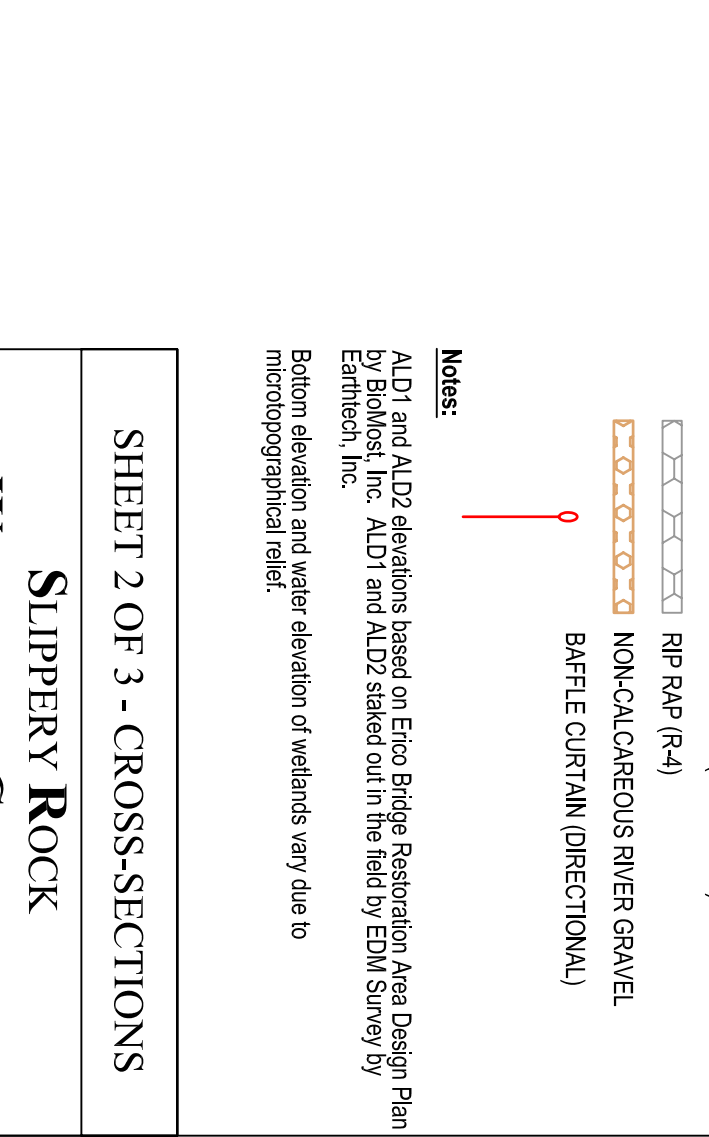 RIP RAP (R-4)
NON-CALCAREOUS RIVER GRAVEL
BAFFLE CURTAIN (DIRECTIONAL)
Notes:
ALD1 and ALD2 elevations based on Erico Bridge Restoration Area Design Plan
by BioMost, Inc. ALD1 and ALD2 staked out in the field by EDM Survey by
Earthtech, Inc.
Bottom elevation and water elevation of wetlands vary due to
microtopographical relief.
SHEET 2 OF 3 - CROSS-SECTIONS
SLIPPERY ROCK